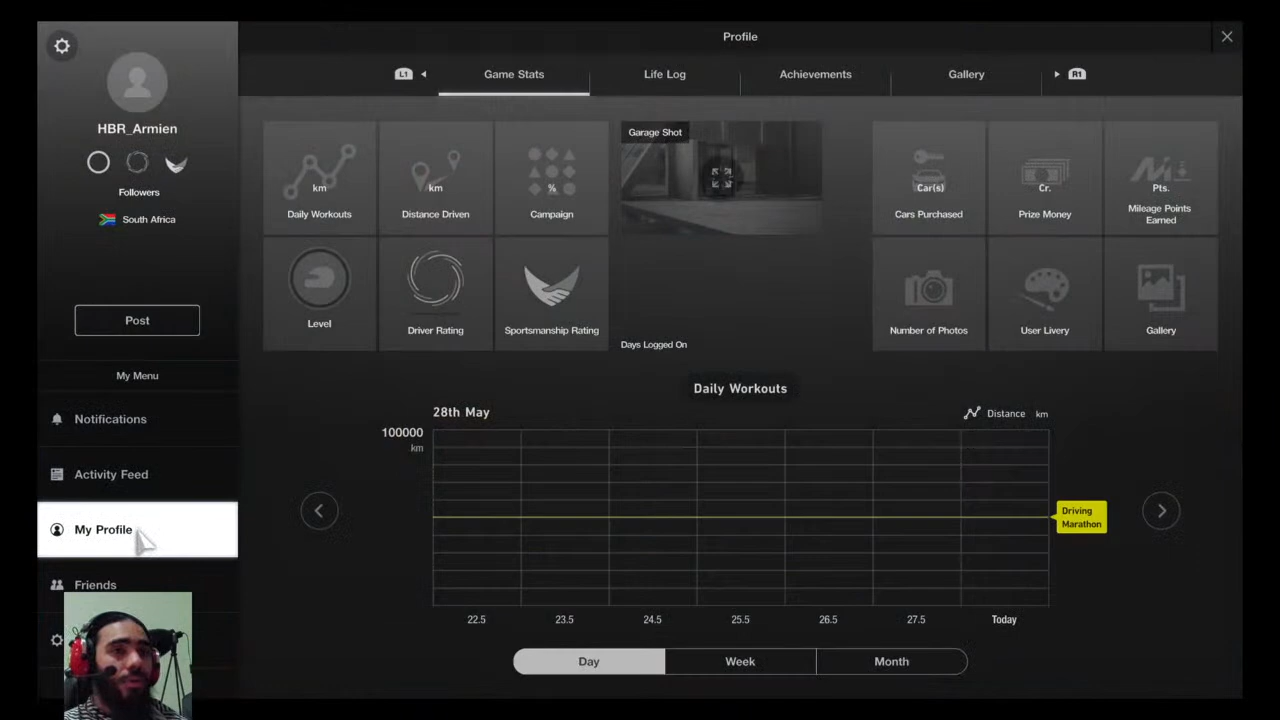 Profile
L1
Game Stats
Life Log
Achievements
Gallery
R1
HBR_Armien
Followers
South Africa
Post
My Menu
Notifications
Activity Feed
My Profile
Friends
km
Daily Workouts
km
Distance Driven
%
Campaign
Garage Shot
Car(s)
Cars Purchased
Cr.
Prize Money
Pts.
Mileage Points
Earned
Level
Driver Rating
Sportsmanship Rating
Days Logged On
Number of Photos
User Livery
Gallery
Daily Workouts
28th May
Distance km
100000
km
Driving
Marathon
22.5 23.5 24.5 25.5 26.5 27.5 Today
Day
Week
Month